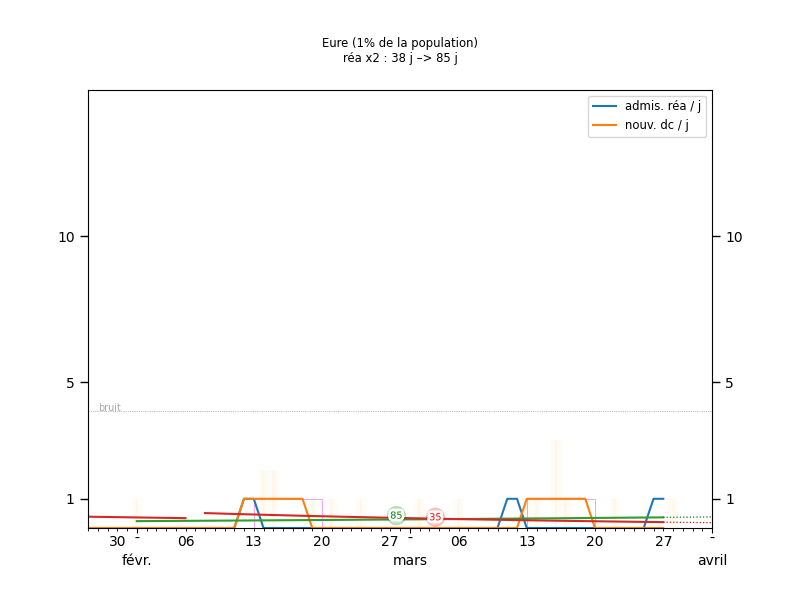 Eure (1% de la population)
réa x2 : 38 j –> 85 j
admis. réa / j
nouv. dc / j
10
10
5
5
bruit
1
1
85
35
30
06
13
20
27
06
13
20
27
févr.
mars
avril